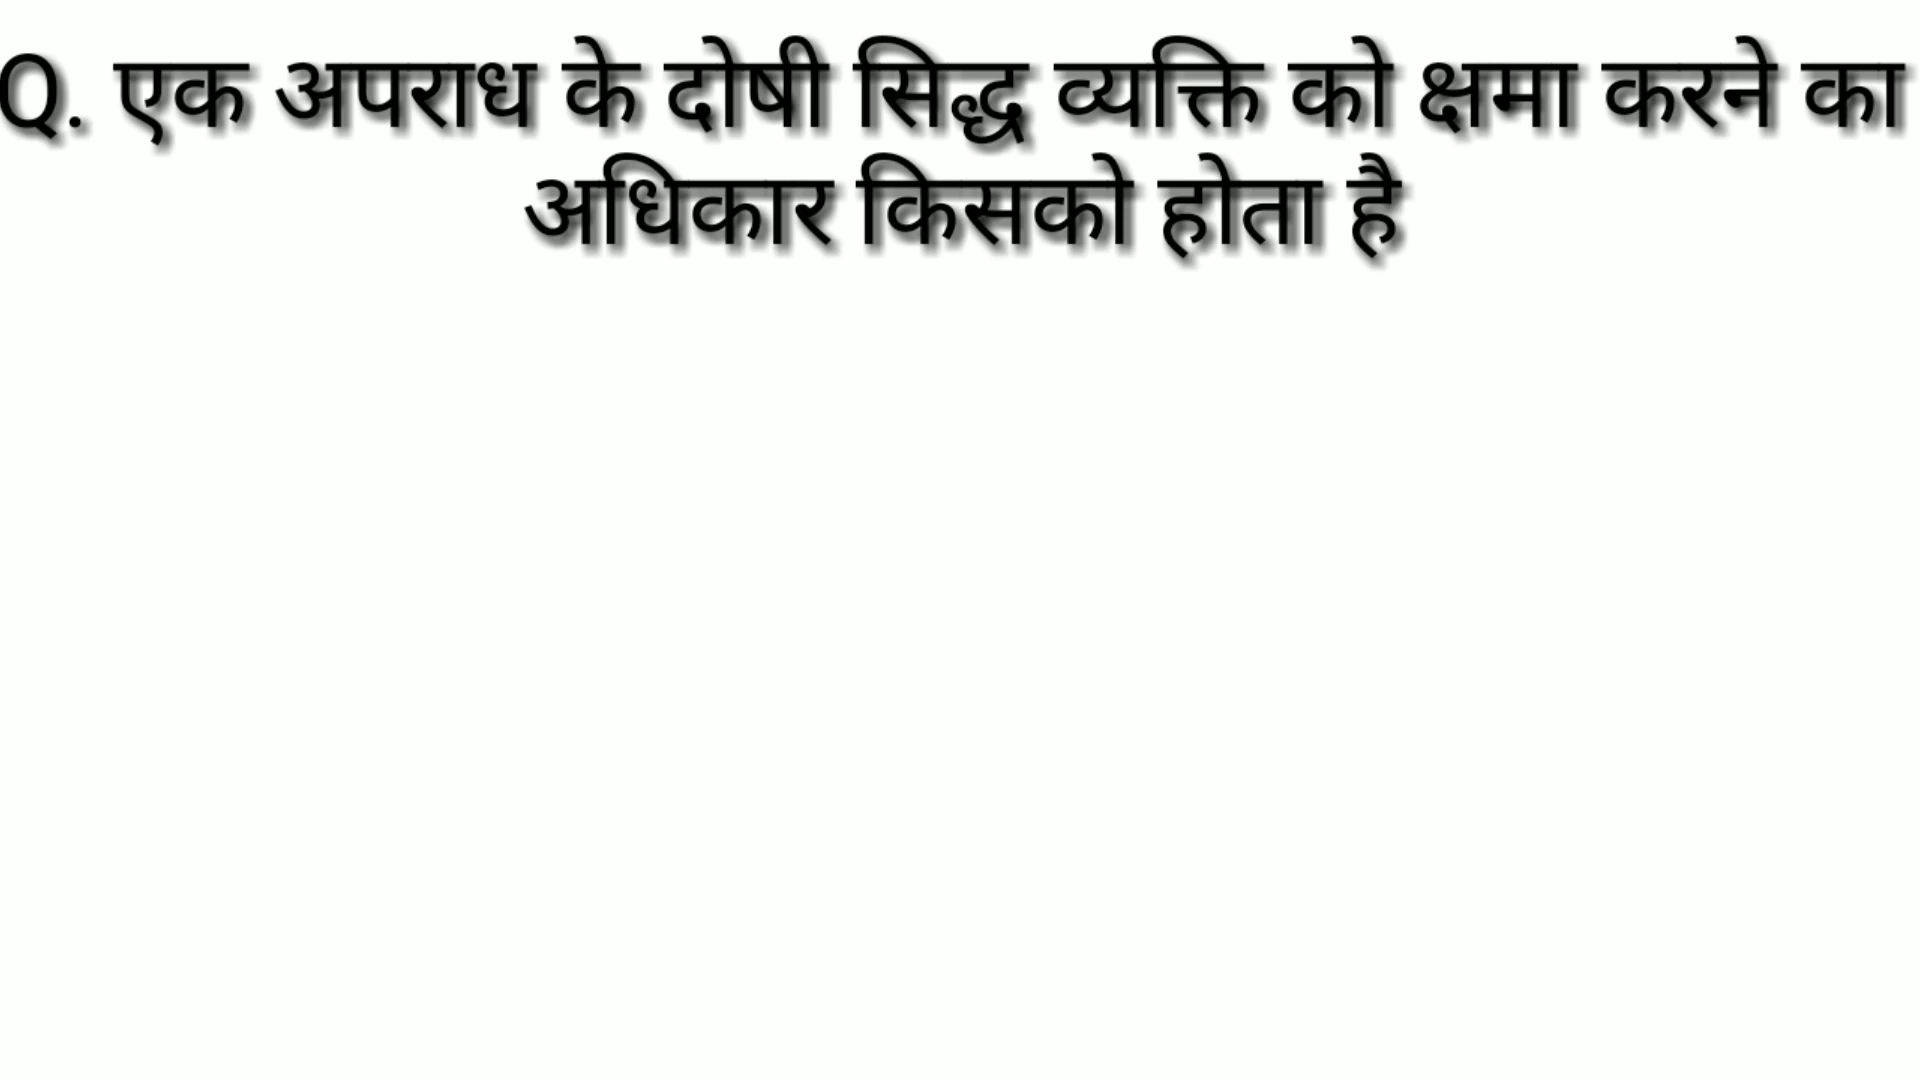 Q. एक अपराध के दोषी सिद्ध व्यक्ति को क्षमा करने का
अधिकार किसको होता है